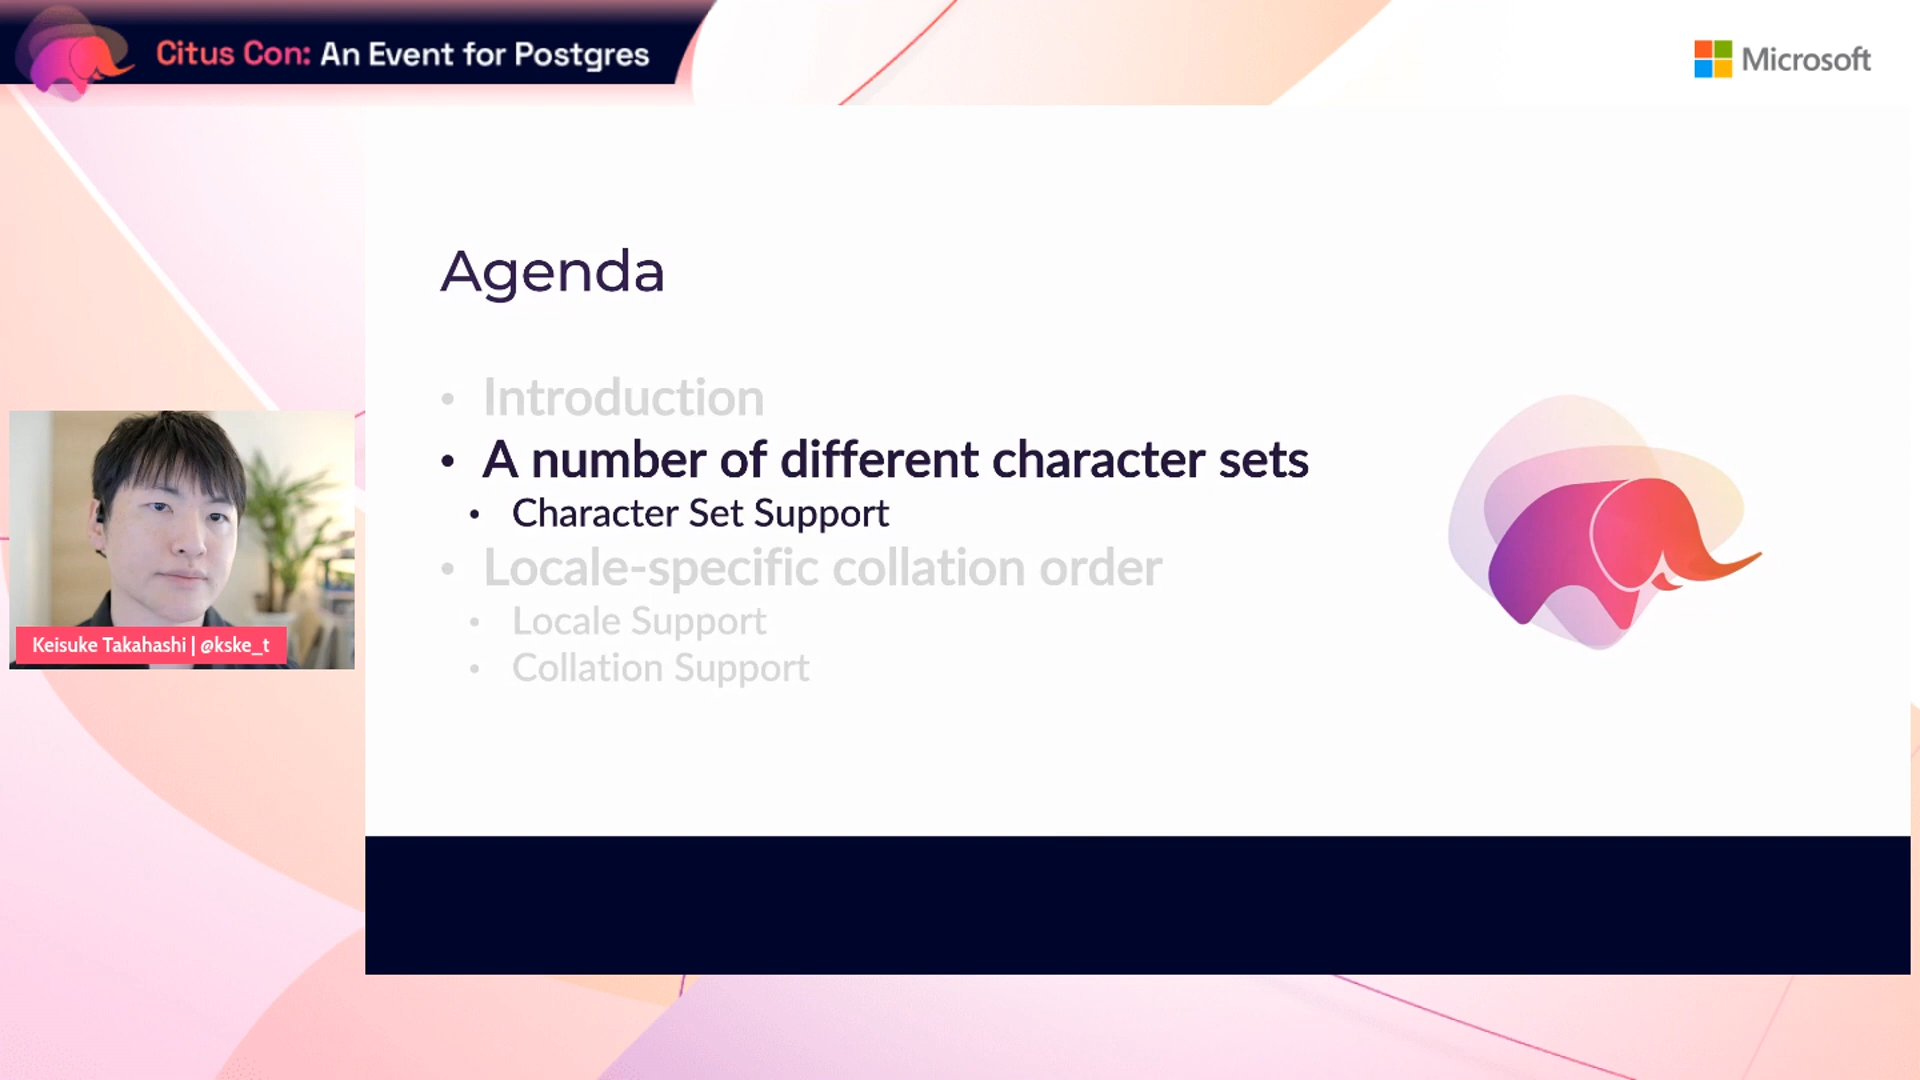 Citus Con: An Event for Postgres
Microsoft
Agenda
• Introduction
• A number of different character sets
• Character Set Support
• Locale-specific collation order
• Locale Support
• Collation Support
Keisuke Takahashi | @kske_t